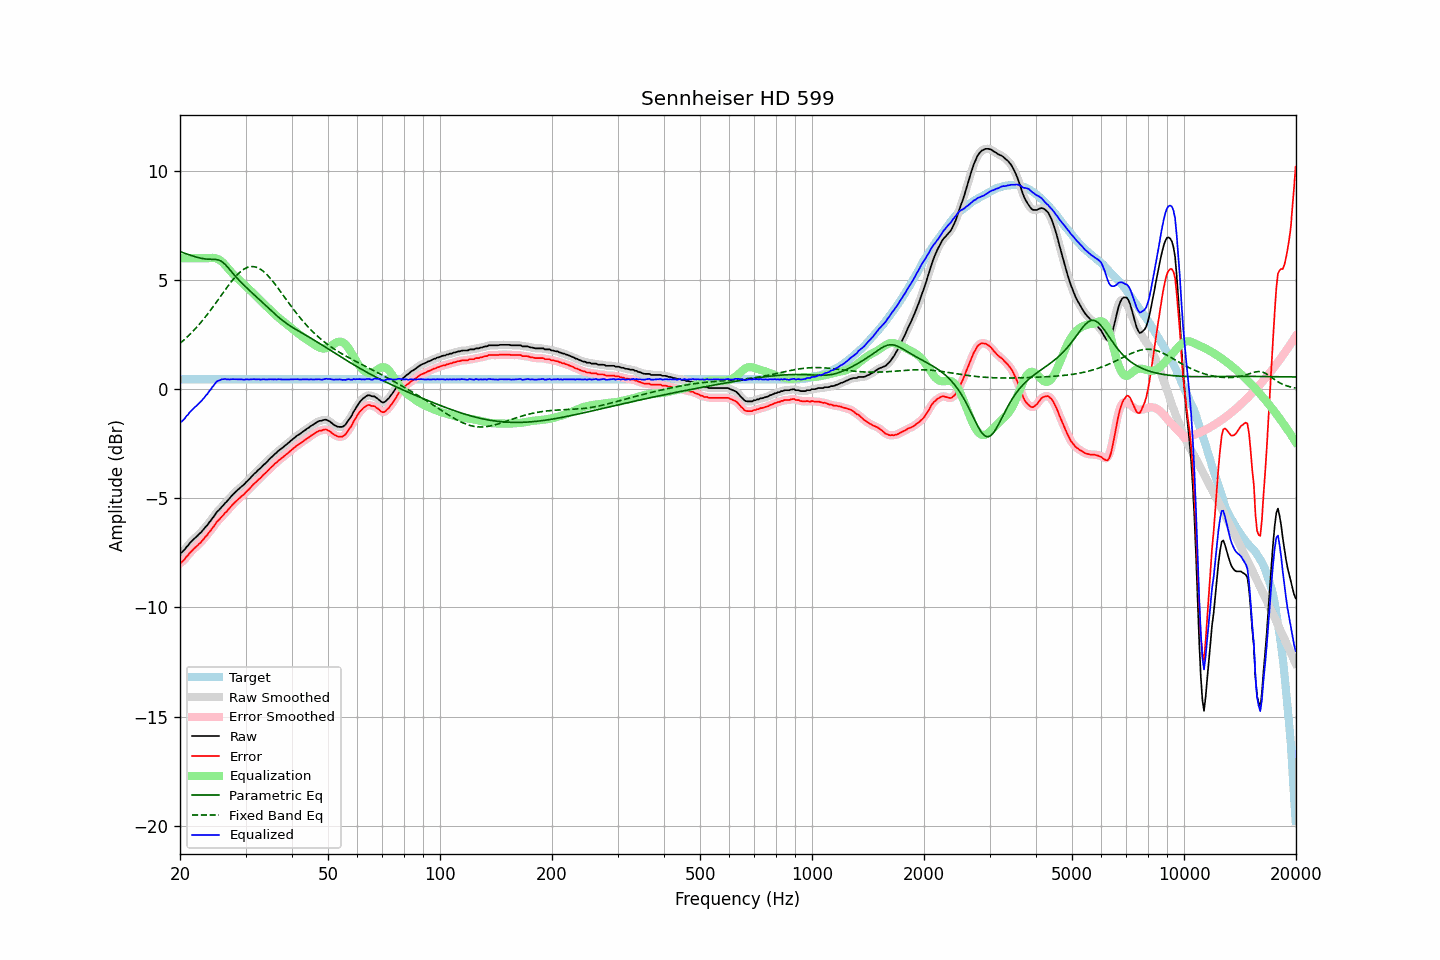 Sennheiser HD 599
Amplitude (dBr)
10
5
0
−5
−10
−15
−20
Target
Raw Smoothed
Error Smoothed
Raw
Error
Equalization
Parametric Eq
Fixed Band Eq
Equalized
20 50 100 200 500 1000 2000 5000 10000 20000
Frequency (Hz)